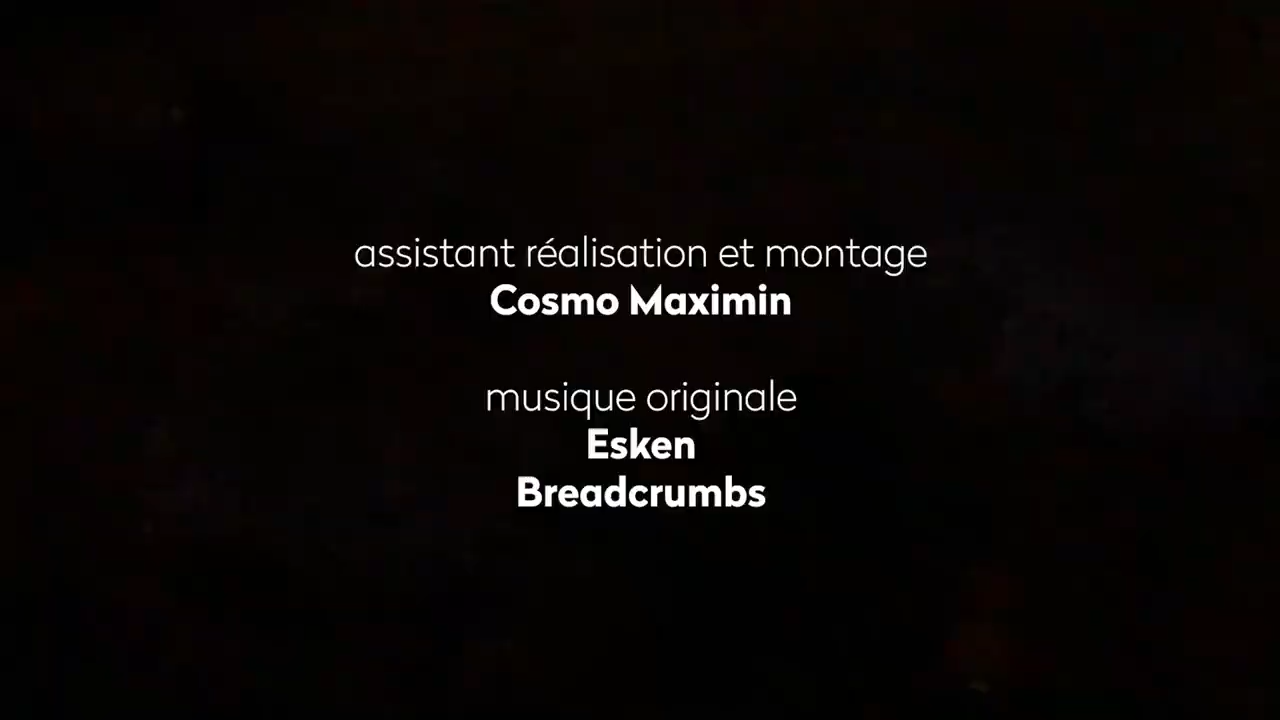 assistant réalisation et montage
Cosmo Maximin
musique originale
Esken
Breadcrumbs